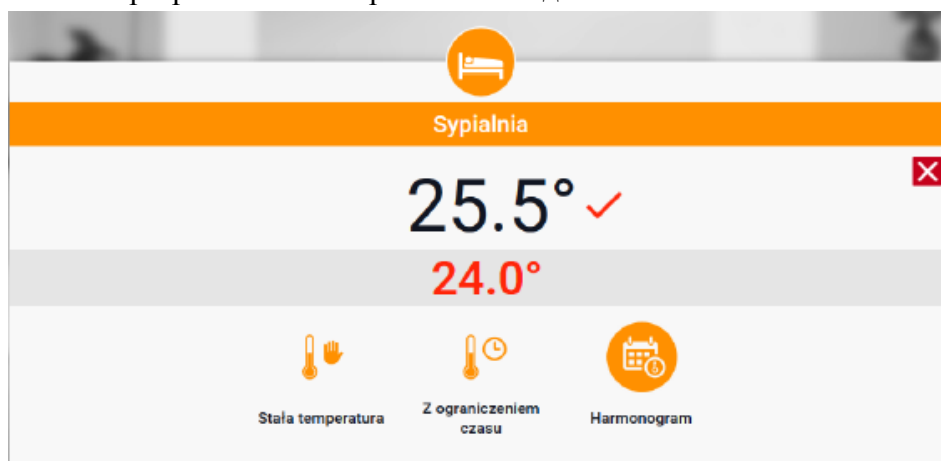 Sypialnia
25.5°
24.0°
Stała temperatura
Z ograniczeniem
czasu
Harmonogram